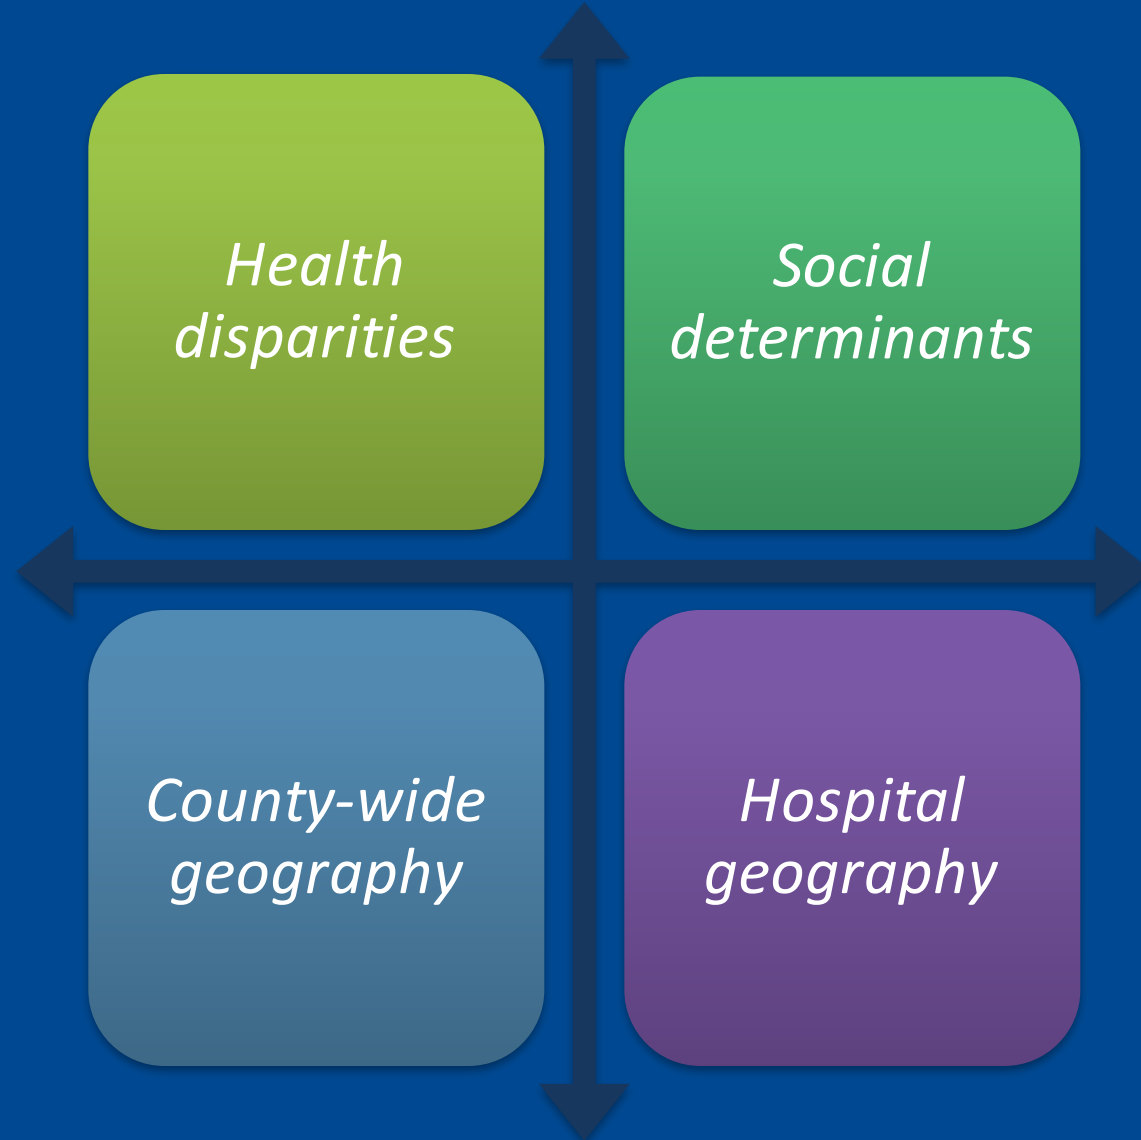 Health
disparities
Social
determinants
County-wide
geography
Hospital
geography